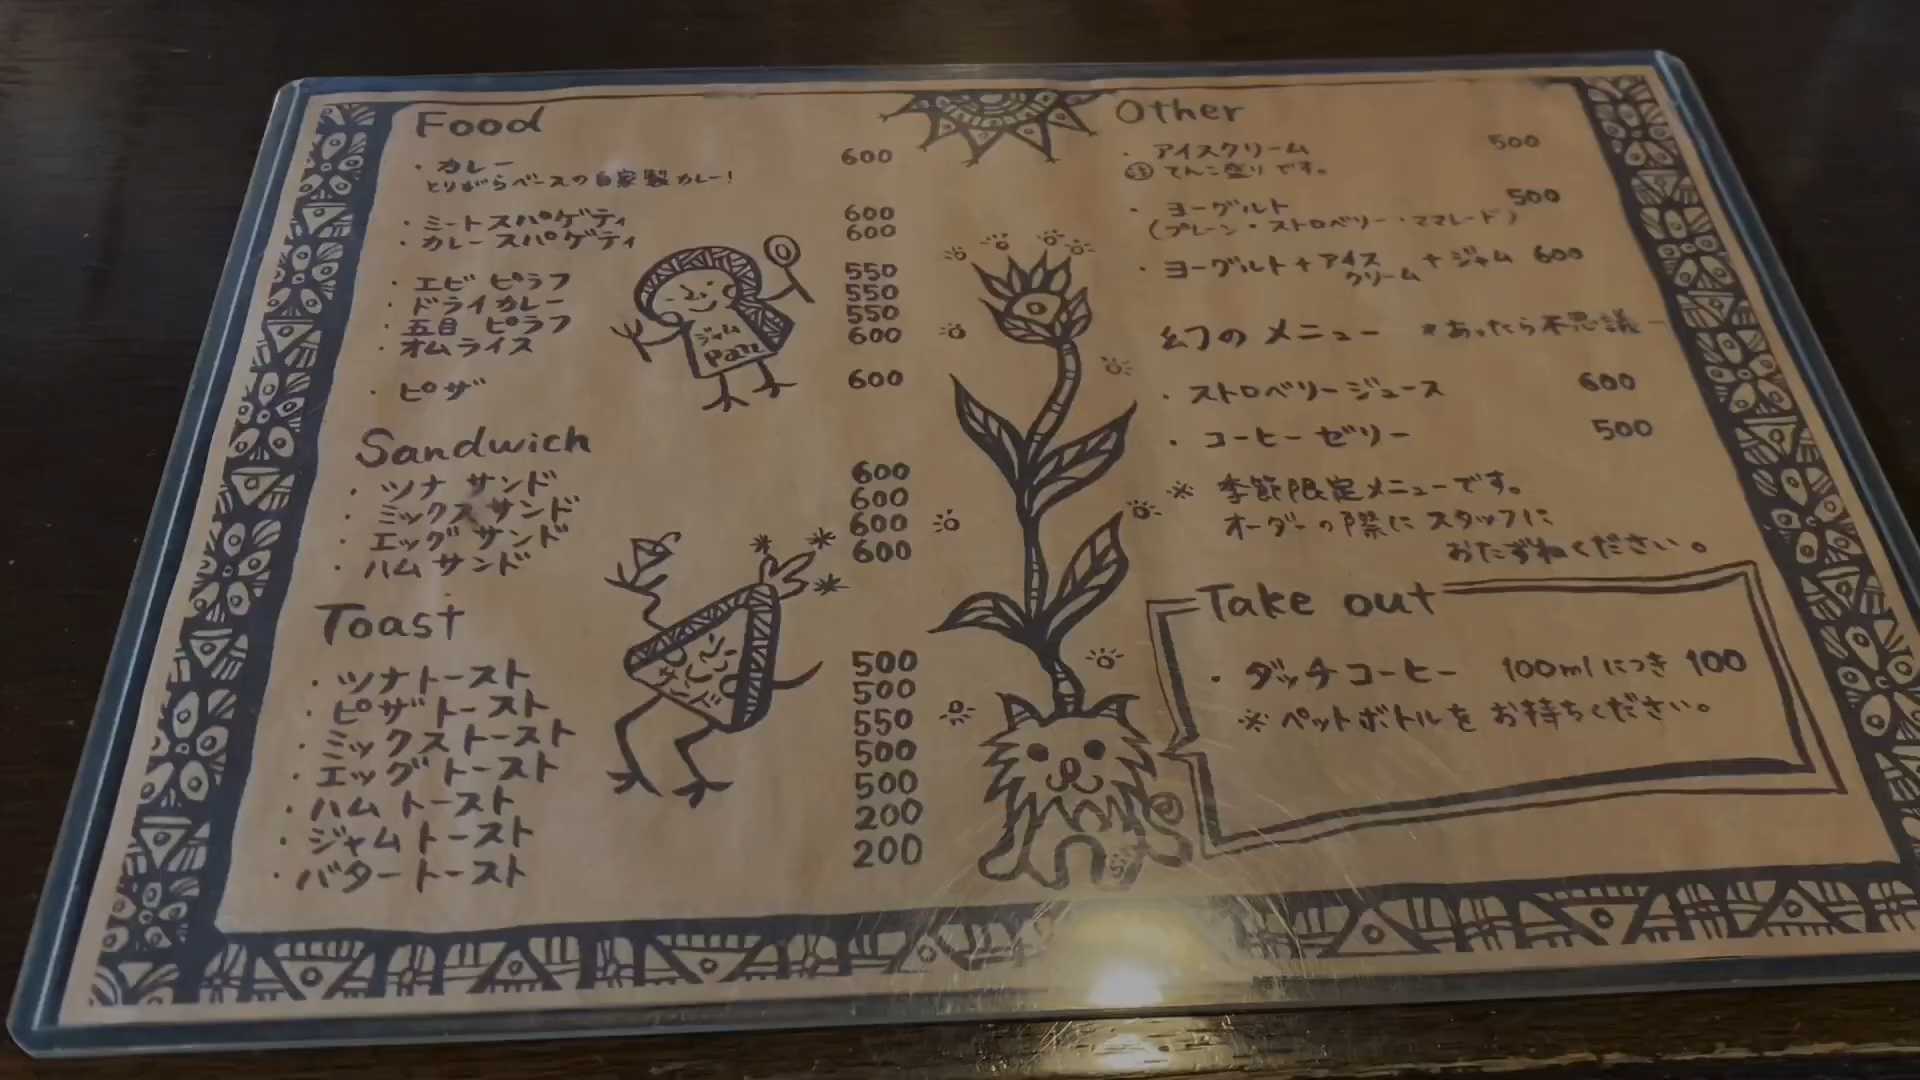 Food
・カレー 600
とりがらベースの自家製カレー!
・ミートスパゲティ 600
・カレースパゲティ 600
・エビピラフ 550
・ドライカレー 550
・五目ピラフ 550
・オムライス 600
・ピザ 600
ジャム
Pan
Sandwich
・ツナサンド 600
・ミックスサンド 600
・エッグサンド 600
・ハムサンド 600
サンド
Toast
・ツナトースト 500
・ピザトースト 500
・ミックストースト 550
・エッグトースト 500
・ハムトースト 500
・ジャムトースト 200
・バタートースト 200
Other
・アイスクリーム 500
注 てんこ盛りです。
・ヨーグルト 500
(プレーン・ストロベリー・ママレード)
・ヨーグルト+アイスクリーム+ジャム 600
幻のメニュー *あったら不思議
・ストロベリージュース 600
・コーヒーゼリー 500
※季節限定メニューです。
オーダーの際にスタッフに
おたずねください。
Take out
・ダッチコーヒー 100mlにつき 100
※ペットボトルをお持ちください。